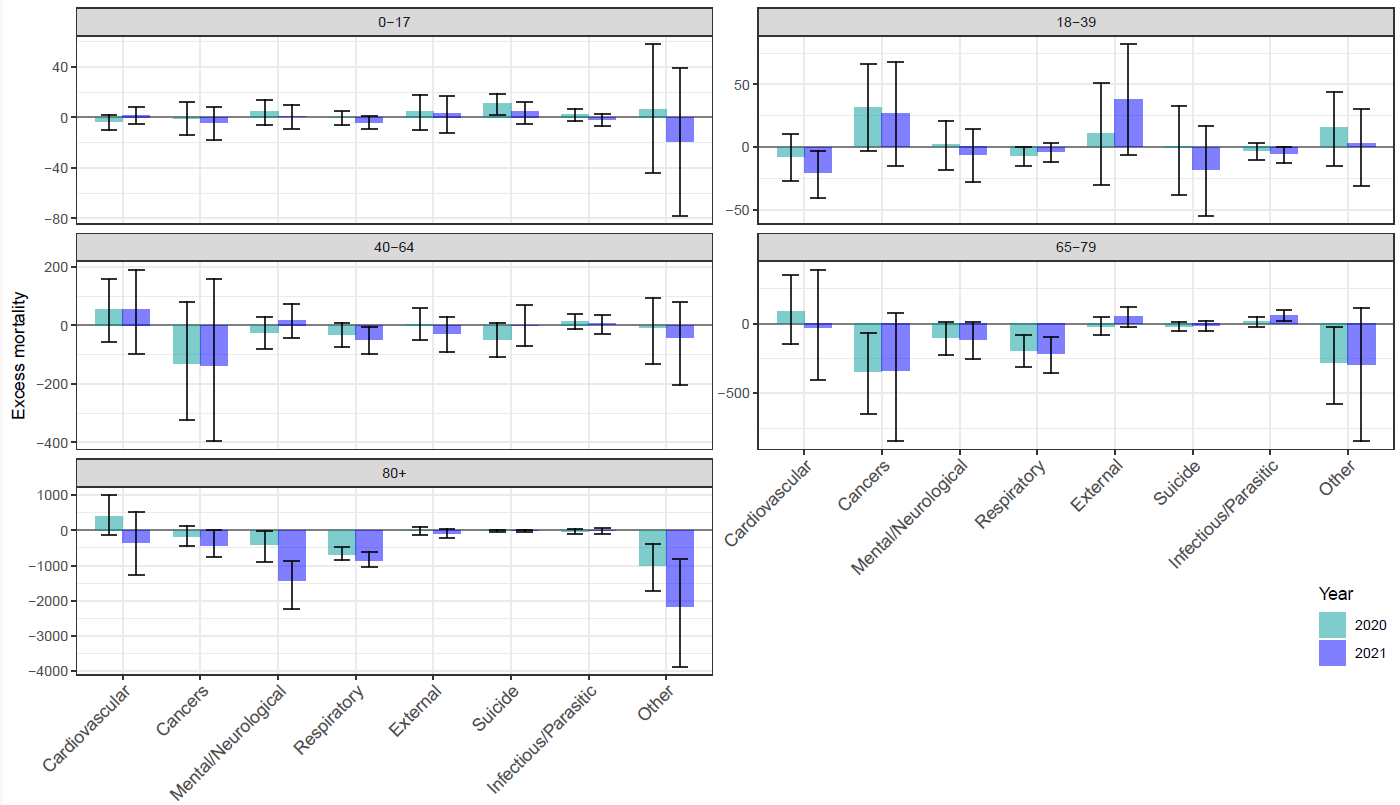 0−17
18−39
40
0
−40
−80
50
0
−50
40−64
65−79
200
0
−200
−400
0
−500
Excess mortality
80+
1000
0
−1000
−2000
−3000
−4000
Cardiovascular
Cancers
Mental/Neurological
Respiratory
External
Suicide
Infectious/Parasitic
Other
Cardiovascular
Cancers
Mental/Neurological
Respiratory
External
Suicide
Infectious/Parasitic
Other
Year
2020
2021